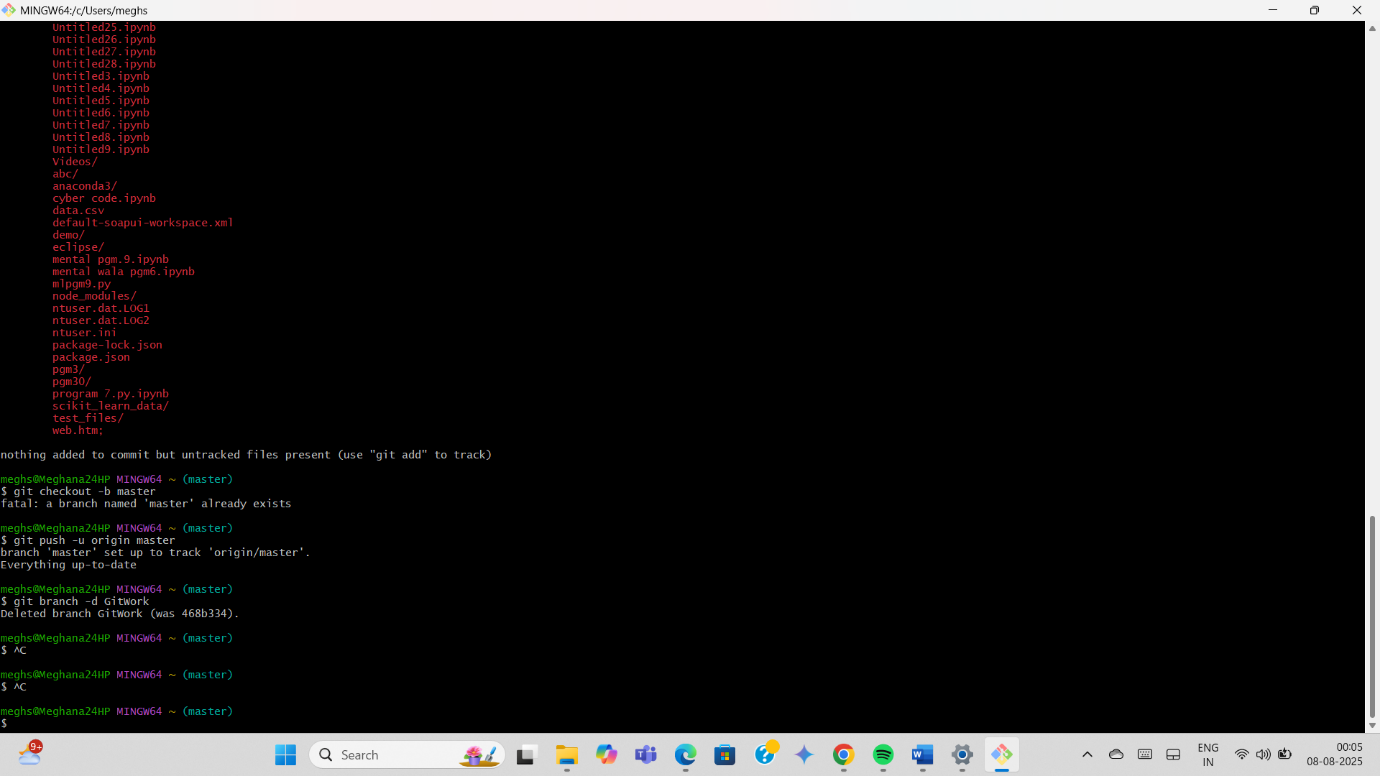 MINGW64:/c/Users/meghs
Untitled25.ipynb
Untitled26.ipynb
Untitled27.ipynb
Untitled28.ipynb
Untitled3.ipynb
Untitled4.ipynb
Untitled5.ipynb
Untitled6.ipynb
Untitled7.ipynb
Untitled8.ipynb
Untitled9.ipynb
Videos/
abc/
anaconda3/
cyber code.ipynb
data.csv
default-soapui-workspace.xml
demo/
eclipse/
mental pgm.9.ipynb
mental wala pgm6.ipynb
mlpgm9.py
node_modules/
ntuser.dat.LOG1
ntuser.dat.LOG2
ntuser.ini
package-lock.json
package.json
pgm3/
pgm30/
program 7.py.ipynb
scikit_learn_data/
test_files/
web.htm;
nothing added to commit but untracked files present (use "git add" to track)
meghs@Meghana24HP MINGW64 ~ (master)
$ git checkout -b master
fatal: a branch named 'master' already exists
meghs@Meghana24HP MINGW64 ~ (master)
$ git push -u origin master
branch 'master' set up to track 'origin/master'.
Everything up-to-date
meghs@Meghana24HP MINGW64 ~ (master)
$ git branch -d GitWork
Deleted branch GitWork (was 468b334).
meghs@Meghana24HP MINGW64 ~ (master)
$ ^C
meghs@Meghana24HP MINGW64 ~ (master)
$ ^C
meghs@Meghana24HP MINGW64 ~ (master)
$
9+
Search
ENG
IN
00:05
08-08-2025